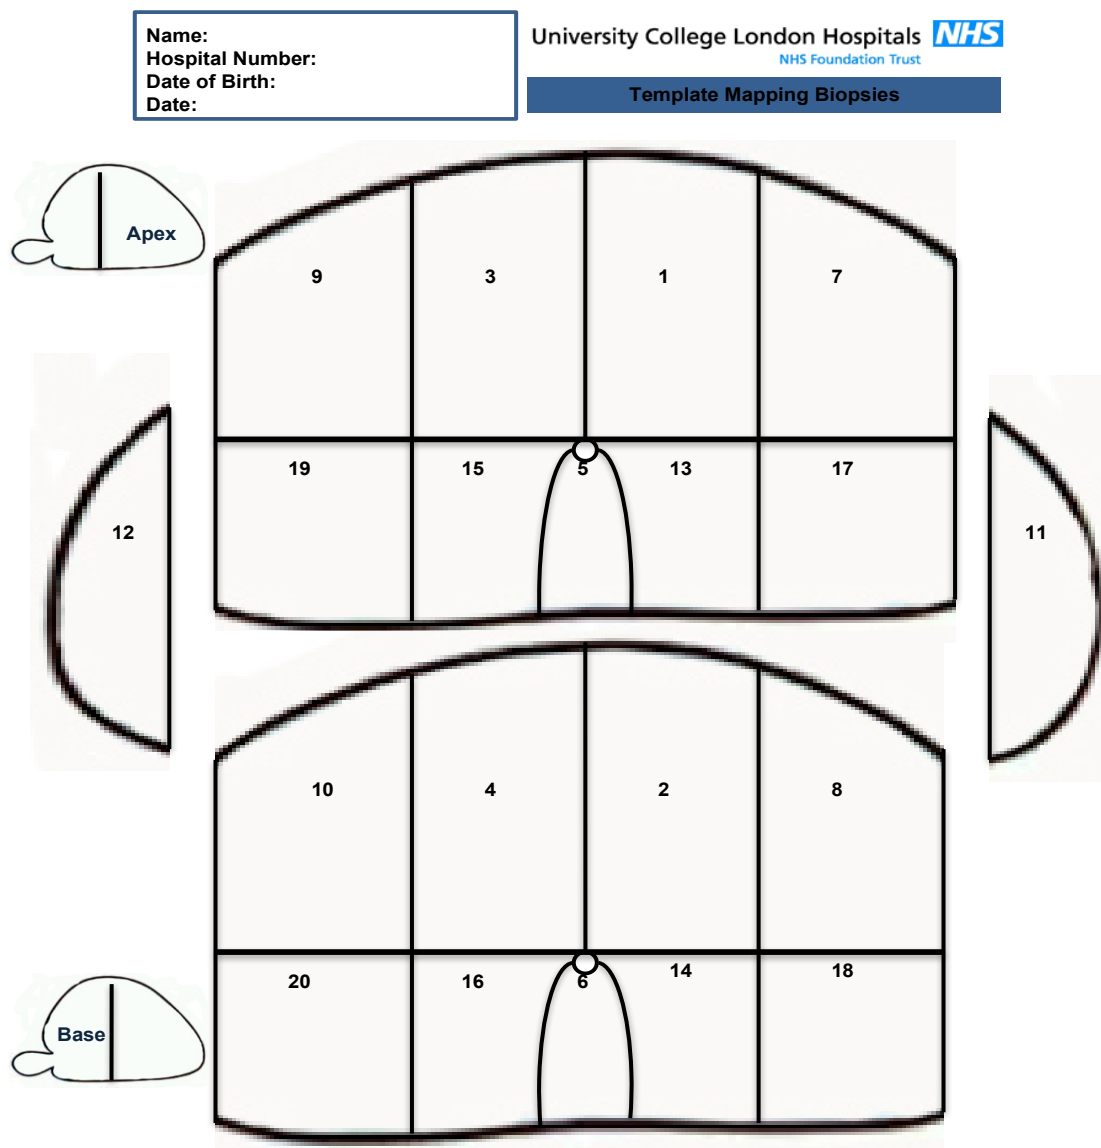 Name:
Hospital Number:
Date of Birth:
Date:
University College London Hospitals NHS
NHS Foundation Trust
Template Mapping Biopsies
Apex
9 3 1 7
19 15 5 13 17
12
11
10 4 2 8
20 16 6 14 18
Base